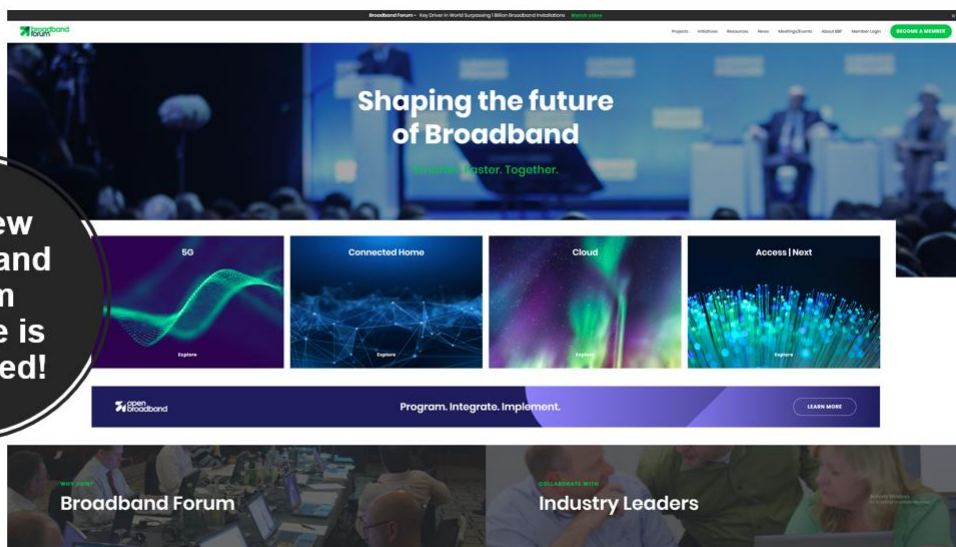 Broadband Forum – Key Driver in World Surpassing 1 Billion Broadband Installations Watch video
broadband
forum
Projects Initiatives Resources News Meetings/Events About BBF Member Login BECOME A MEMBER
Shaping the future
of Broadband
Faster. Together.
ew
and
m
e is
ed!
5G
Connected Home
Cloud
Access | Next
Explore
Explore
Explore
Explore
open
broadband
Program. Integrate. Implement.
LEARN MORE
WHY JOIN?
Broadband Forum
COLLABORATE WITH
Industry Leaders
Activate Windows